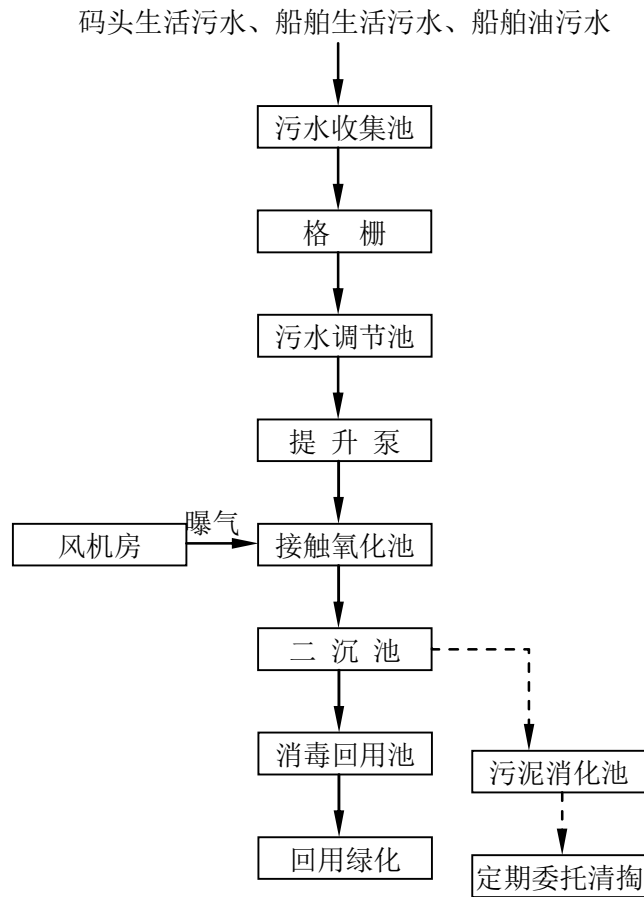 码头生活污水、船舶生活污水、船舶油污水
污水收集池
格 栅
污水调节池
提 升 泵
曝气
风机房
接触氧化池
二 沉 池
消毒回用池
污泥消化池
回用绿化
定期委托清掏